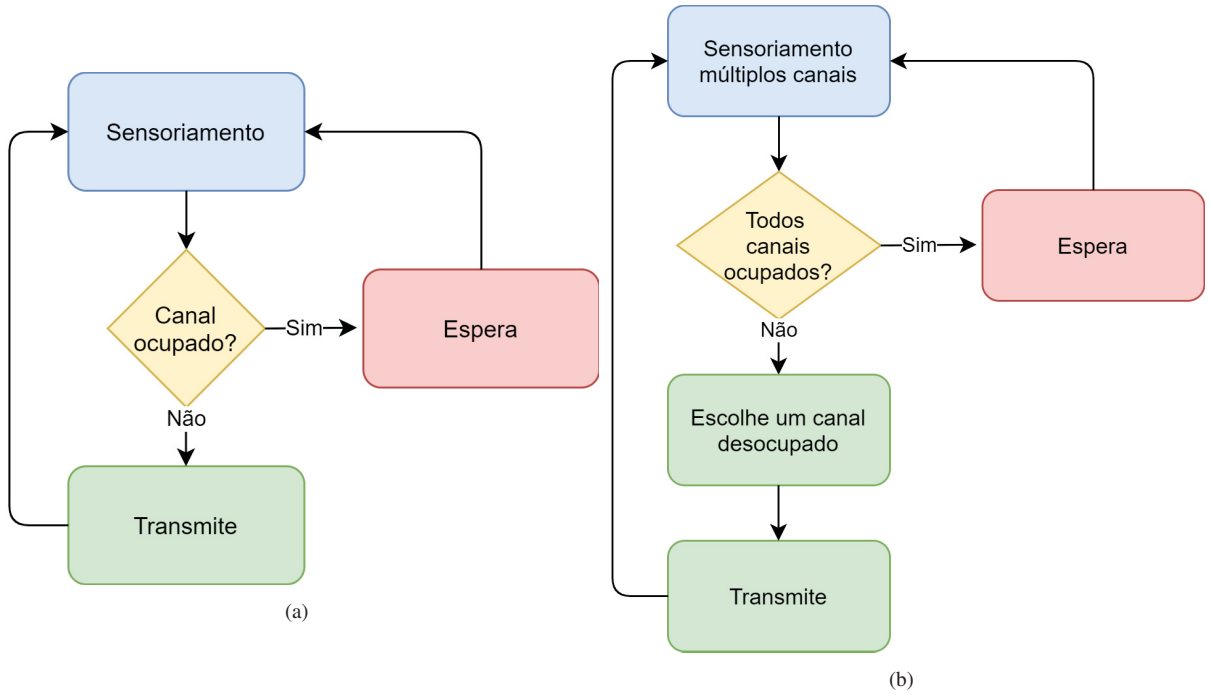 Sensoriamento
Canal
ocupado?
Sim
Espera
Não
Transmite
(a)
Sensoriamento
múltiplos canais
Todos
canais
ocupados?
Sim
Espera
Não
Escolhe um canal
desocupado
Transmite
(b)